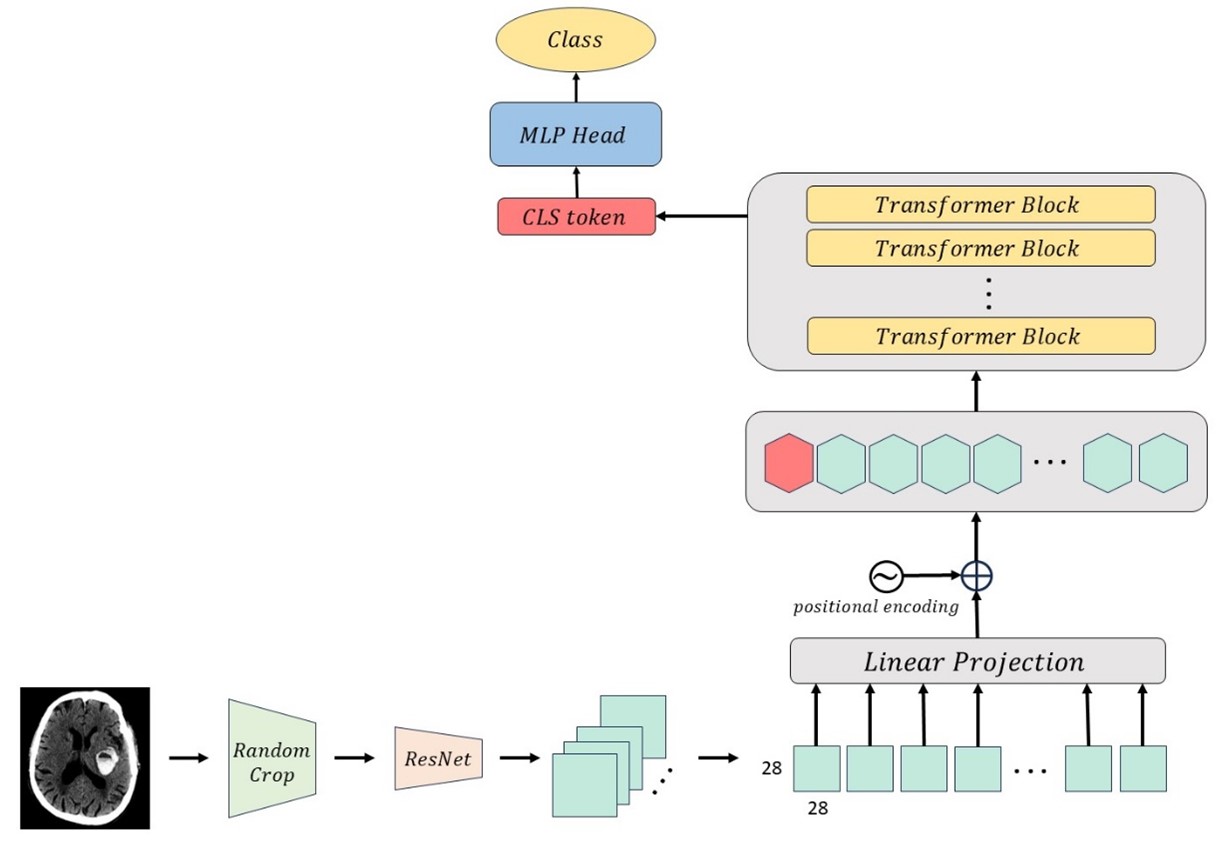 Class
MLP Head
CLS token
Transformer Block
Transformer Block
Transformer Block
positional encoding
Linear Projection
Random
Crop
ResNet
28
28